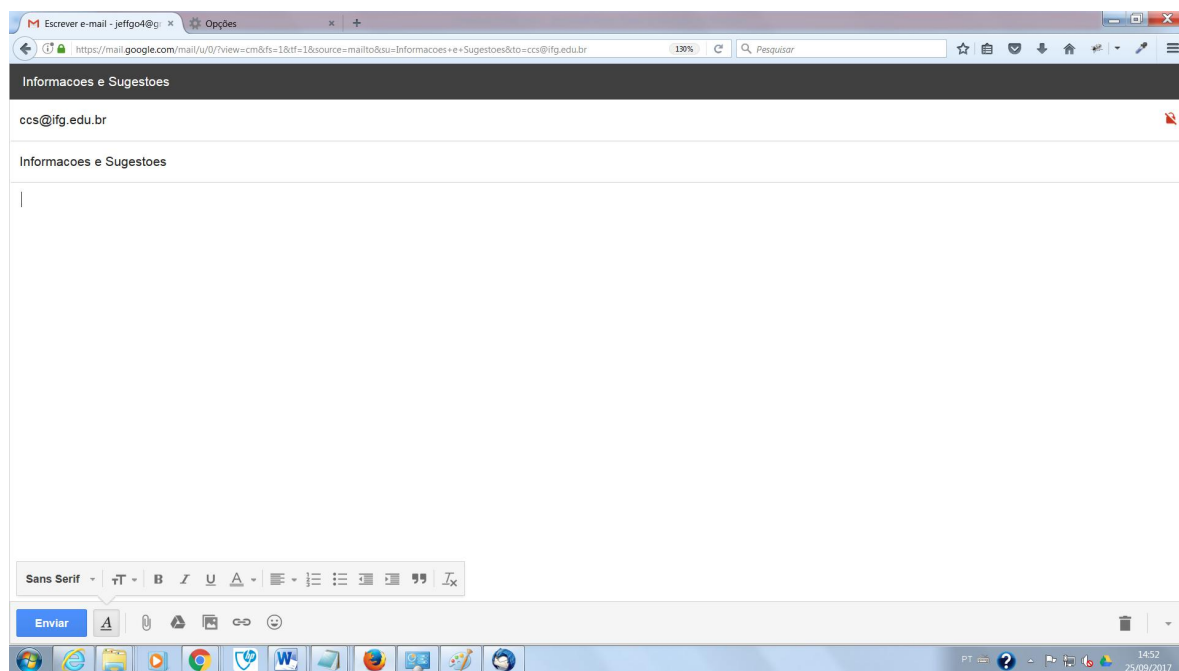 Escrever e-mail - jeffgo4@g
Opções
https://mail.google.com/mail/u/0/?view=cm&fs=1&tf=1&source=mailto&su=Informacoes+e+Sugestoes&to=ccs@ifg.edu.br
130%
Pesquisar
Informacoes e Sugestoes
ccs@ifg.edu.br
Informacoes e Sugestoes
Sans Serif
Enviar
PT
14:52
25/09/2017